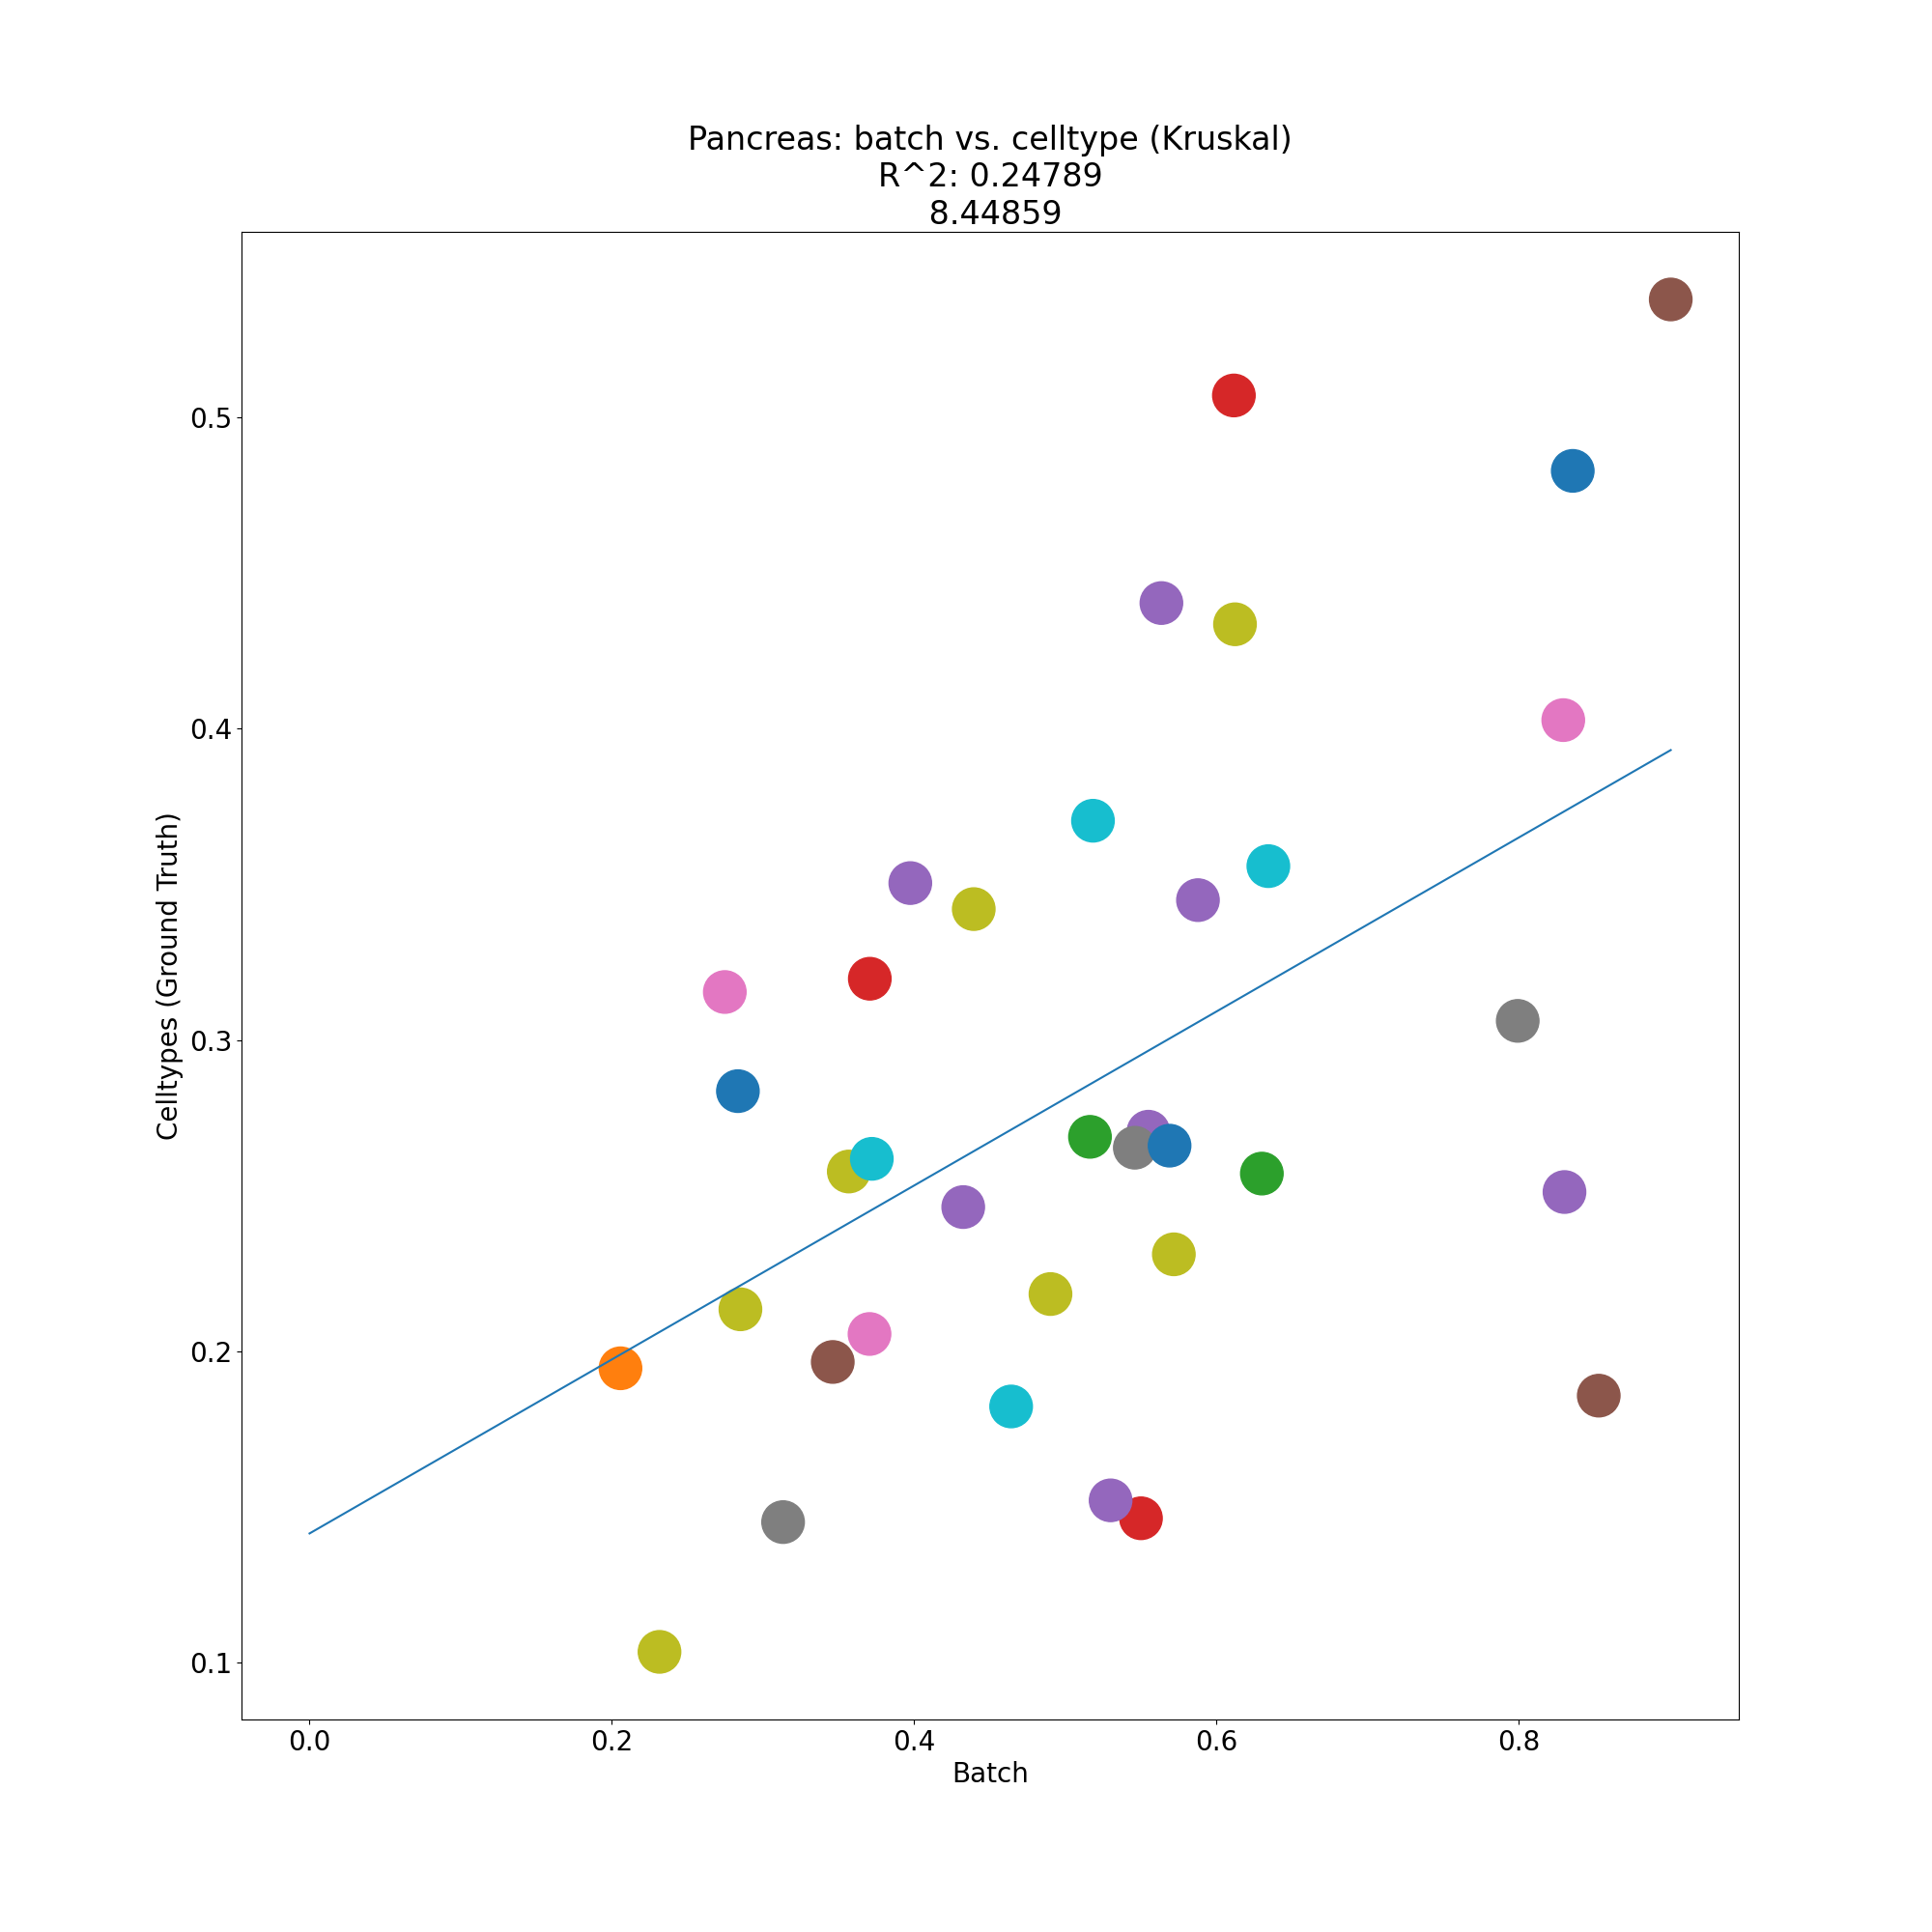 Pancreas: batch vs. celltype (Kruskal)
R^2: 0.24789
8.44859
Celltypes (Ground Truth)
0.5
0.4
0.3
0.2
0.1
0.0 0.2 0.4 0.6 0.8
Batch